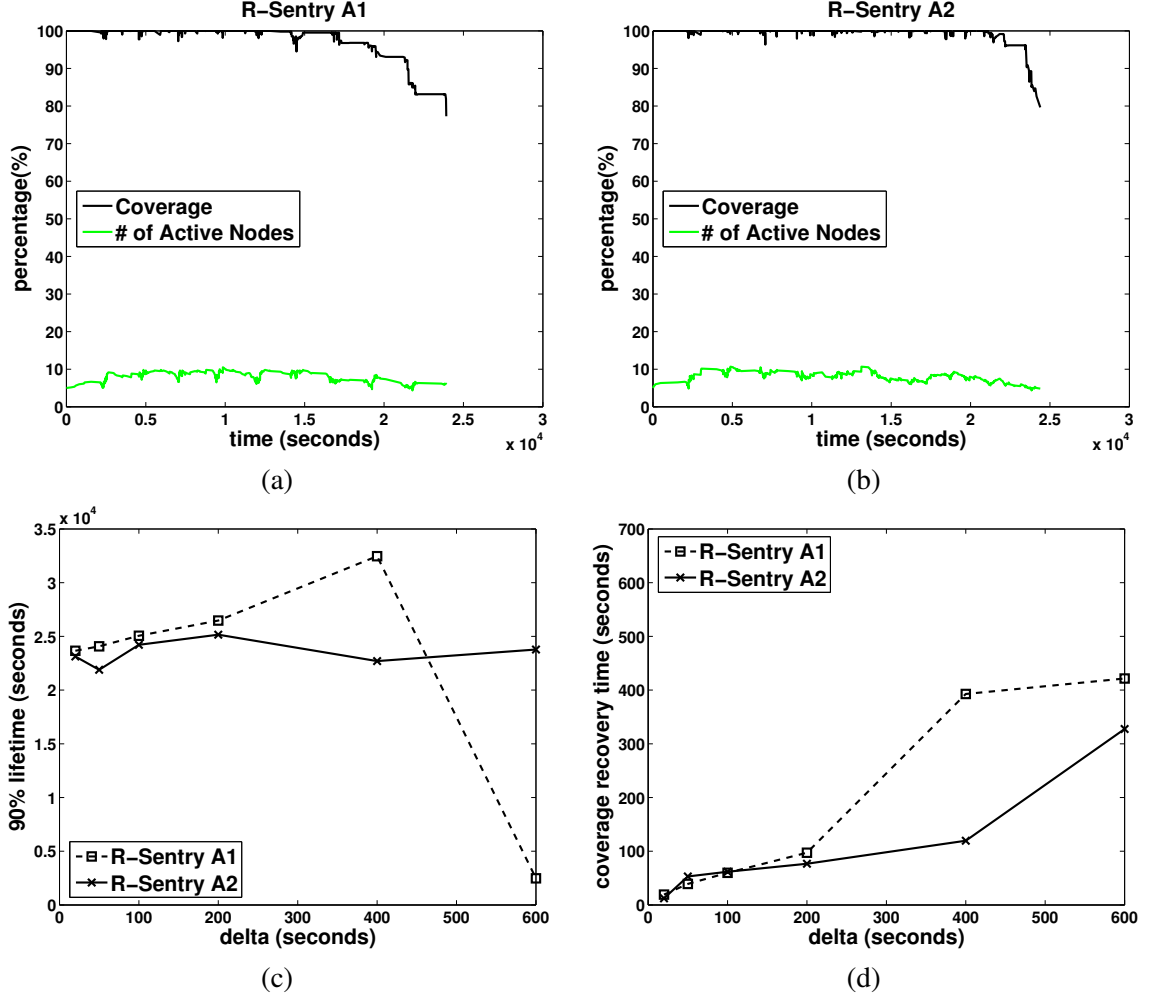 R−Sentry A1
100
90
80
70
60
50
40
30
20
10
0
percentage(%)
Coverage
# of Active Nodes
0 0.5 1 1.5 2 2.5 3
x 10^4
time (seconds)
(a)
R−Sentry A2
100
90
80
70
60
50
40
30
20
10
0
percentage(%)
Coverage
# of Active Nodes
0 0.5 1 1.5 2 2.5 3
x 10^4
time (seconds)
(b)
x 10^4
3.5
3
2.5
2
1.5
1
0.5
0
90% lifetime (seconds)
R−Sentry A1
R−Sentry A2
0 100 200 300 400 500 600
delta (seconds)
(c)
700
600
500
400
300
200
100
0
coverage recovery time (seconds)
R−Sentry A1
R−Sentry A2
0 100 200 300 400 500 600
delta (seconds)
(d)